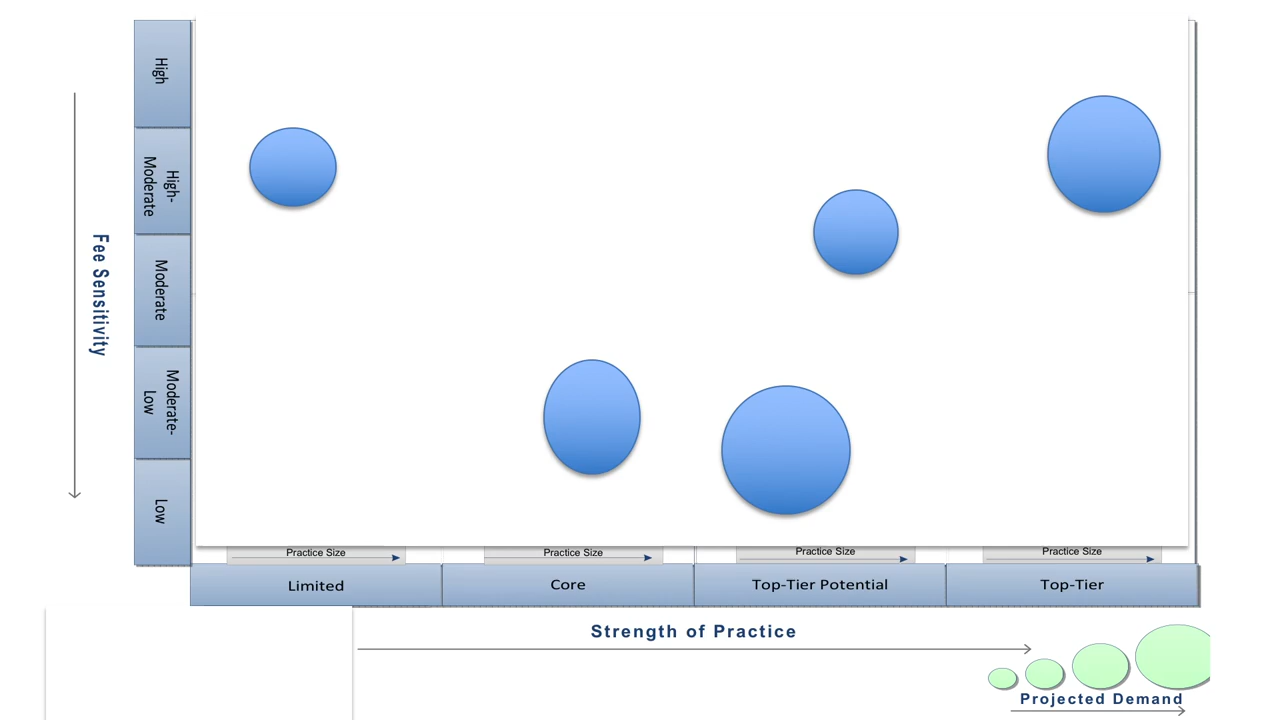 High
High-
Moderate
Moderate
Moderate-
Low
Low
Fee Sensitivity
Practice Size
Practice Size
Practice Size
Practice Size
Limited
Core
Top-Tier Potential
Top-Tier
Strength of Practice
Projected Demand